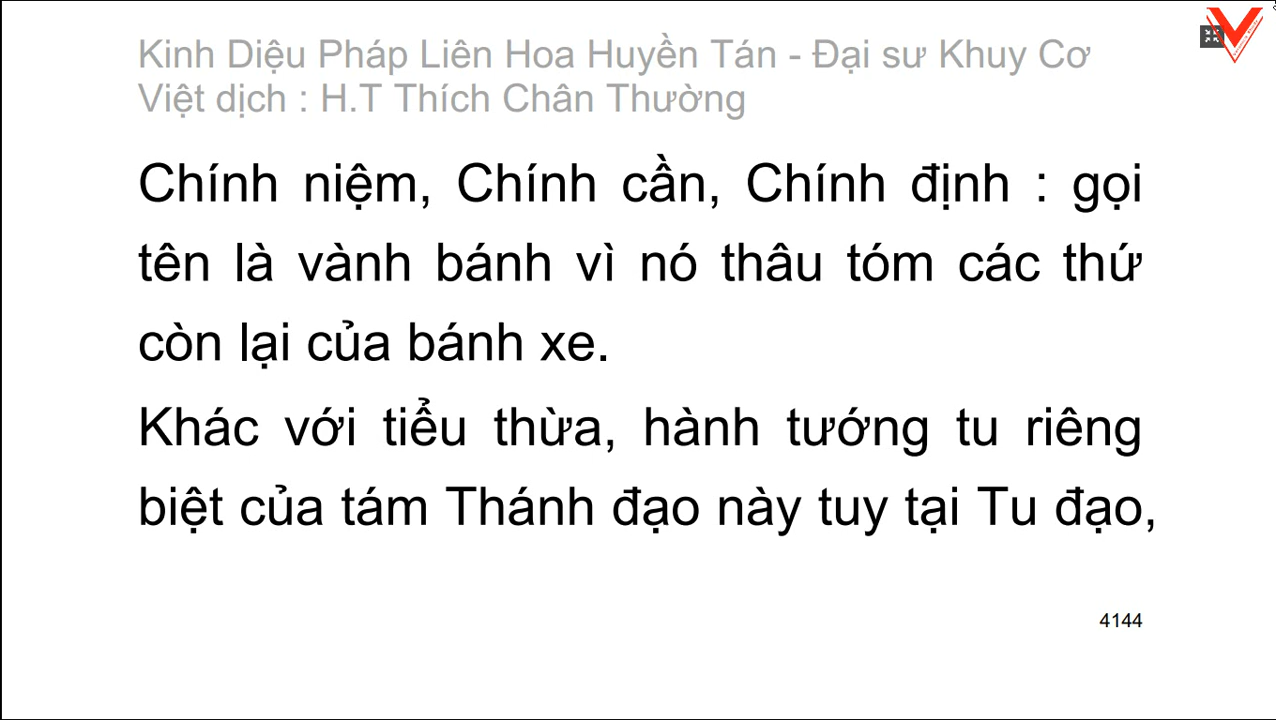 Kinh Diệu Pháp Liên Hoa Huyền Tán - Đại sư Khuy Cơ
Việt dịch : H.T Thích Chân Thường
Chính niệm, Chính cần, Chính định : gọi
tên là vành bánh vì nó thâu tóm các thứ
còn lại của bánh xe.
Khác với tiểu thừa, hành tướng tu riêng
biệt của tám Thánh đạo này tuy tại Tu đạo,
4144